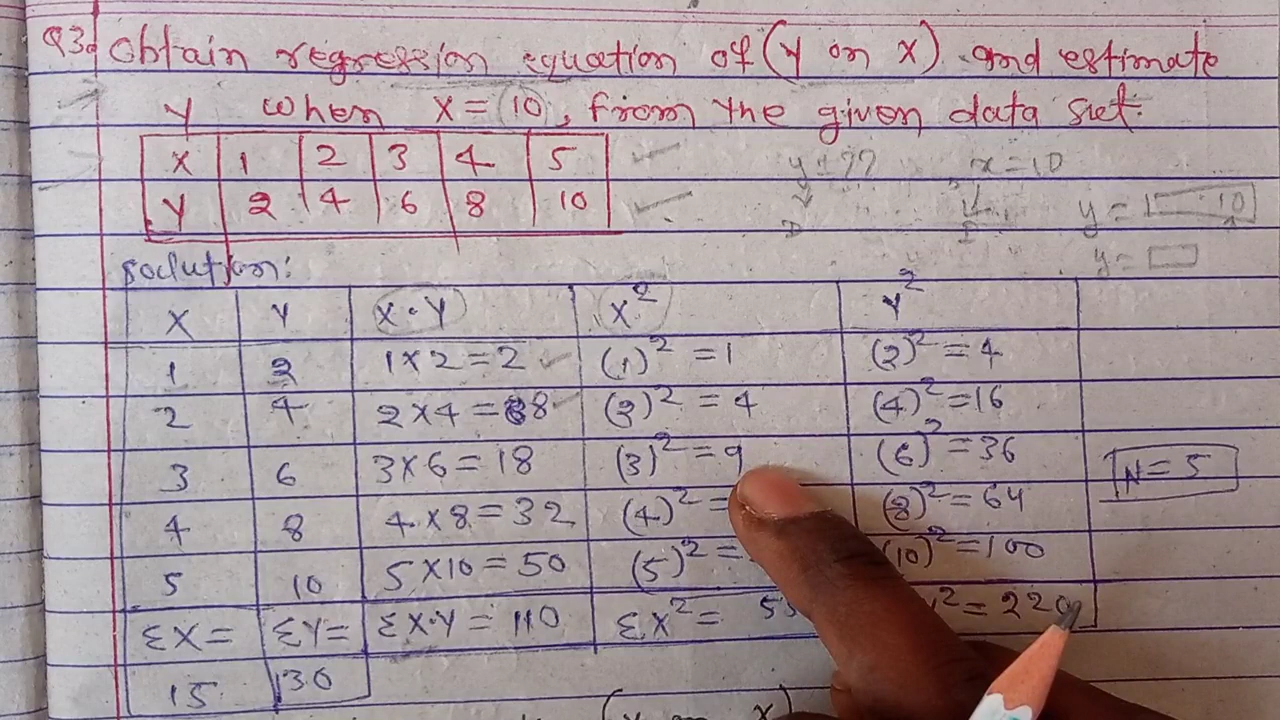 Q3. Obtain regression equation of (Y on X) and estimate
Y when X = 10, from the given data set.
X 1 2 3 4 5
Y 2 4 6 8 10
y = ?? x = 10
D I y = 10
y =
Solution:
X Y X·Y X² Y²
1 2 1×2=2 (1)²=1 (2)²=4
2 4 2×4=8 (2)²=4 (4)²=16
3 6 3×6=18 (3)²=9 (6)²=36
N=5
4 8 4×8=32 (4)²= (8)²=64
5 10 5×10=50 (5)²= (10)²=100
ΣX= ΣY= ΣX·Y=110 ΣX²= 55 ²=220
15 30
(Y on X)